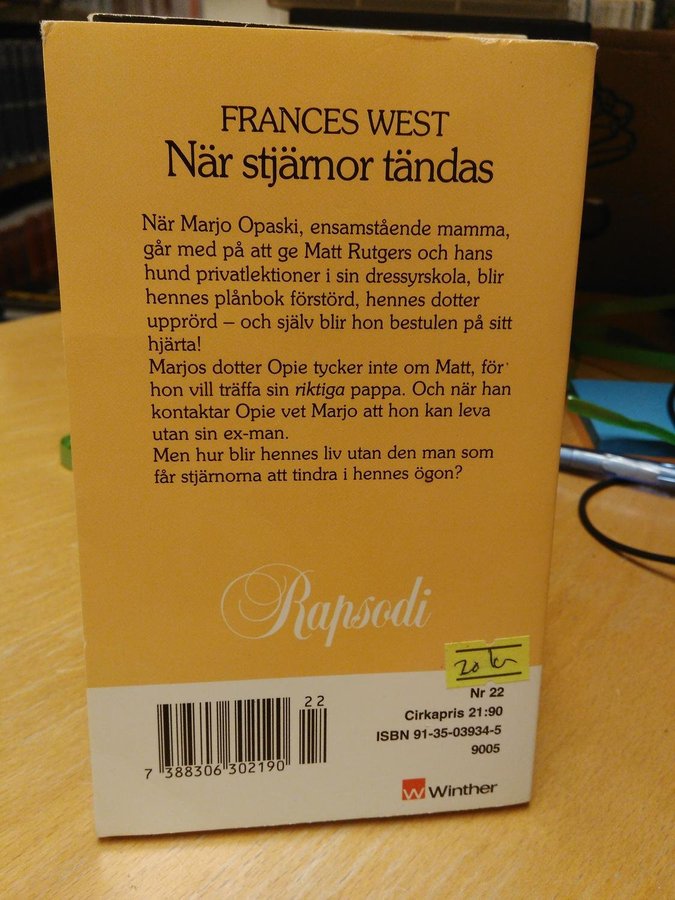 FRANCES WEST
När stjärnor tändas
När Marjo Opaski, ensamstående mamma,
går med på att ge Matt Rutgers och hans
hund privatlektioner i sin dressyrskola, blir
hennes plånbok förstörd, hennes dotter
upprörd – och själv blir hon bestulen på sitt
hjärta!
Marjos dotter Opie tycker inte om Matt, för
hon vill träffa sin riktiga pappa. Och när han
kontaktar Opie vet Marjo att hon kan leva
utan sin ex-man.
Men hur blir hennes liv utan den man som
får stjärnorna att tindra i hennes ögon?
Rapsodi
20 kr
Nr 22
Cirkapris 21:90
ISBN 91-35-03934-5
9005
22
7 388306 302190
W Winther